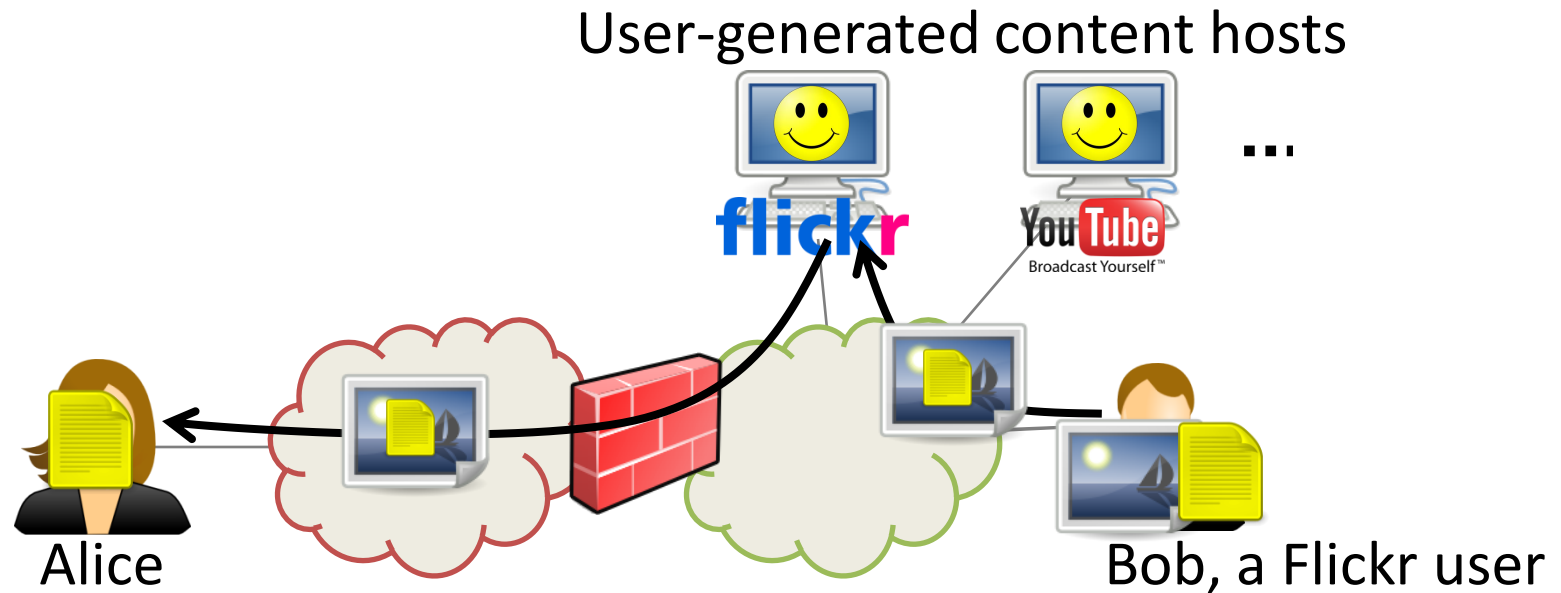 User-generated content hosts
...
flickr
YouTube
Broadcast Yourself™
Alice
Bob, a Flickr user